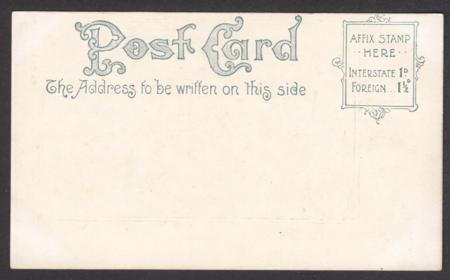 Post Card
The Address to be written on this side
AFFIX STAMP
·· HERE ··
INTERSTATE 1ᴰ
FOREIGN .. 1½ᴰ